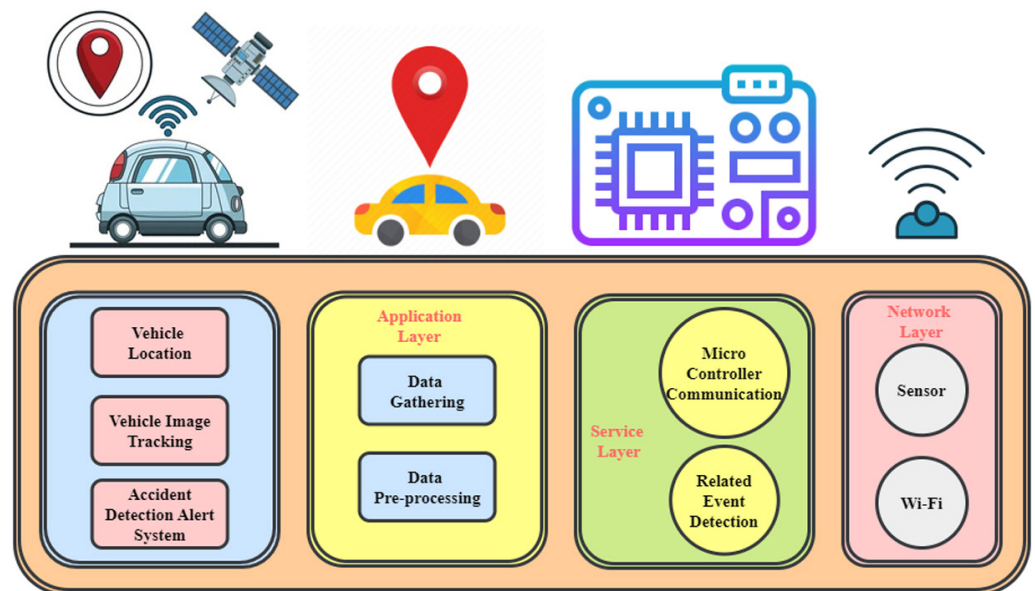 Vehicle
Location
Vehicle Image
Tracking
Accident
Detection Alert
System
Application
Layer
Data
Gathering
Data
Pre-processing
Service
Layer
Micro
Controller
Communication
Related
Event
Detection
Network
Layer
Sensor
Wi-Fi